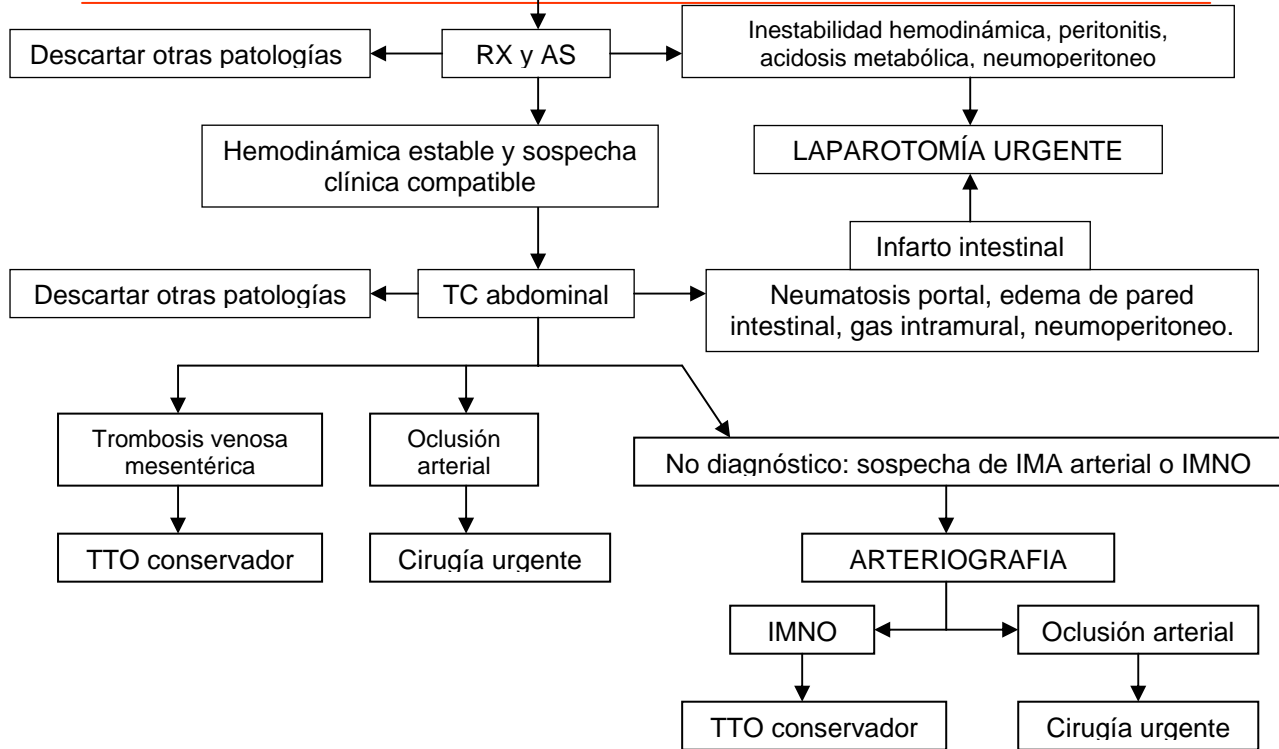 Descartar otras patologías
RX y AS
Inestabilidad hemodinámica, peritonitis,
acidosis metabólica, neumoperitoneo
Hemodinámica estable y sospecha
clínica compatible
LAPAROTOMÍA URGENTE
Infarto intestinal
Descartar otras patologías
TC abdominal
Neumatosis portal, edema de pared
intestinal, gas intramural, neumoperitoneo.
Trombosis venosa
mesentérica
Oclusión
arterial
No diagnóstico: sospecha de IMA arterial o IMNO
TTO conservador
Cirugía urgente
ARTERIOGRAFIA
IMNO
Oclusión arterial
TTO conservador
Cirugía urgente